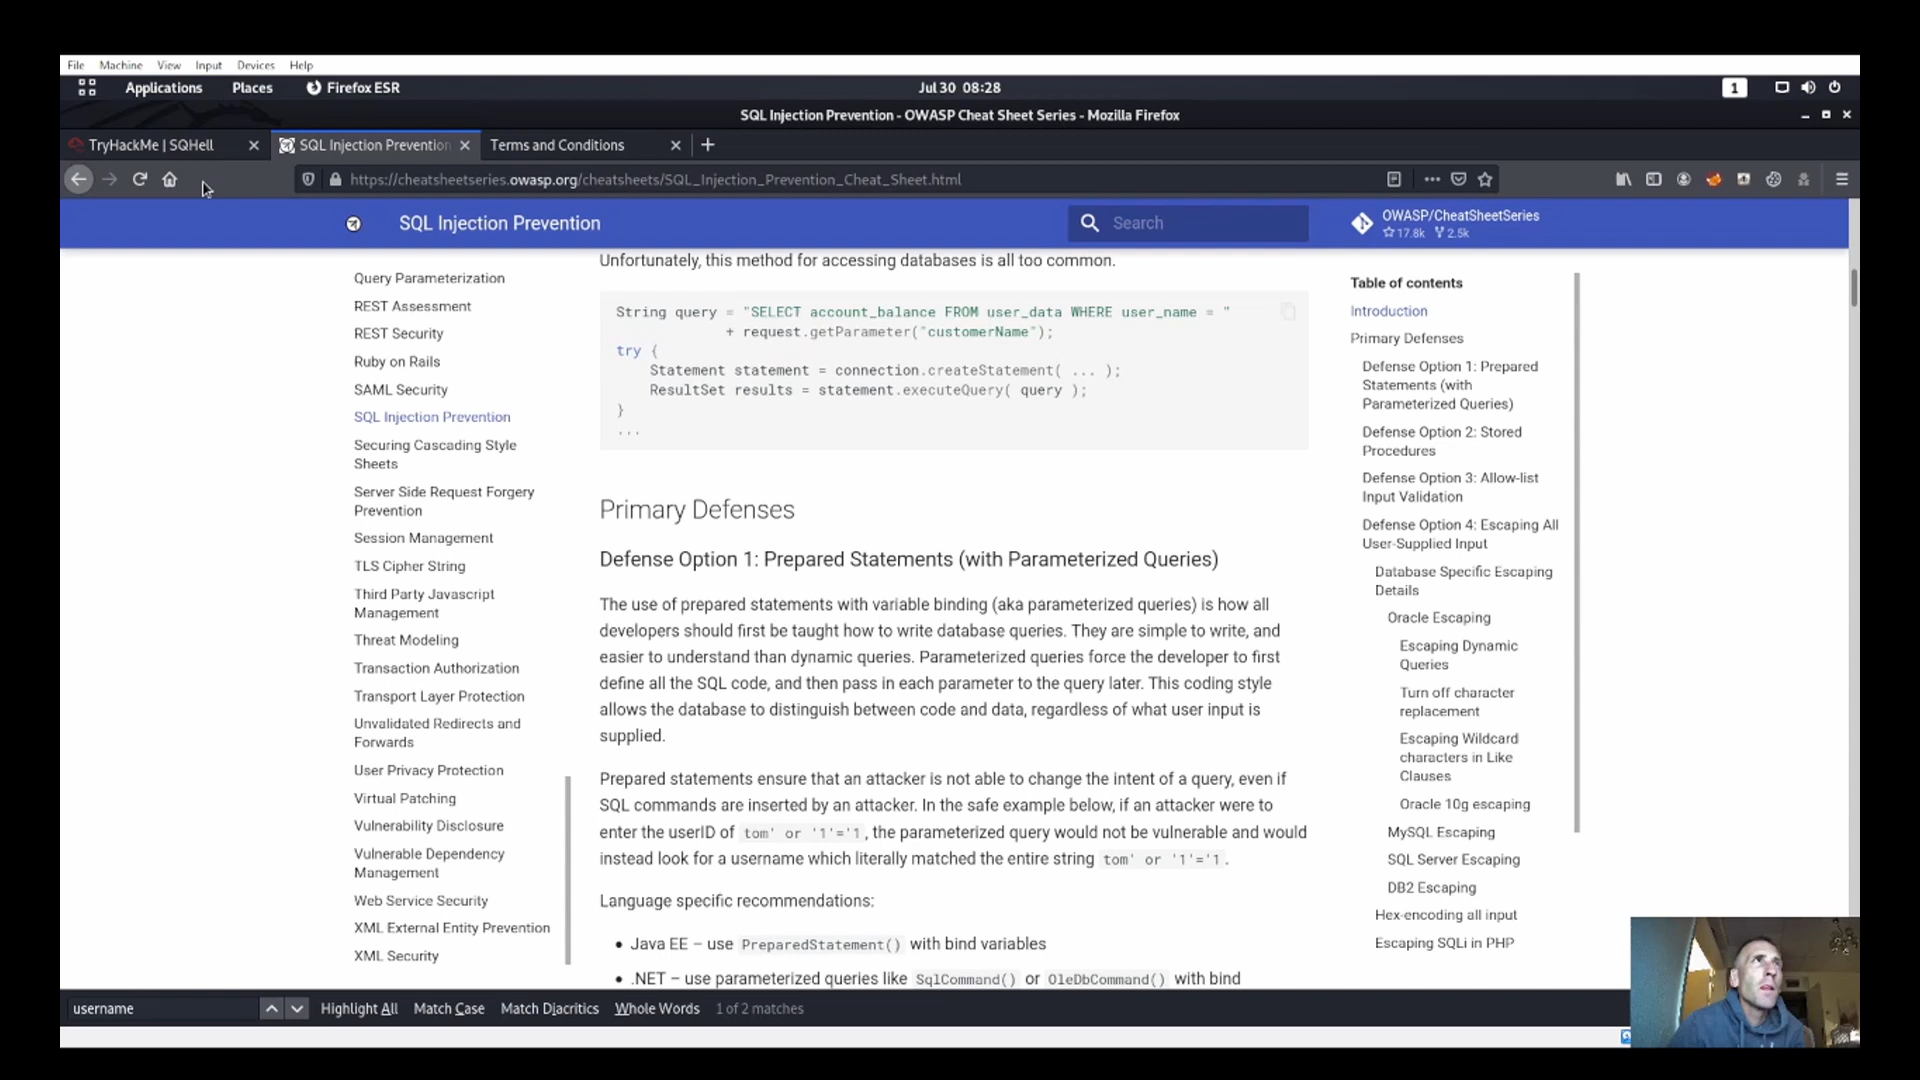 File Machine View Input Devices Help
Applications Places Firefox ESR Jul 30 08:28 1
SQL Injection Prevention - OWASP Cheat Sheet Series - Mozilla Firefox
TryHackMe | SQHell SQL Injection Prevention Terms and Conditions
https://cheatsheetseries.owasp.org/cheatsheets/SQL_Injection_Prevention_Cheat_Sheet.html
SQL Injection Prevention
Search
OWASP/CheatSheetSeries
17.8k 2.5k
Query Parameterization
REST Assessment
REST Security
Ruby on Rails
SAML Security
SQL Injection Prevention
Securing Cascading Style
Sheets
Server Side Request Forgery
Prevention
Session Management
TLS Cipher String
Third Party Javascript
Management
Threat Modeling
Transaction Authorization
Transport Layer Protection
Unvalidated Redirects and
Forwards
User Privacy Protection
Virtual Patching
Vulnerability Disclosure
Vulnerable Dependency
Management
Web Service Security
XML External Entity Prevention
XML Security
Unfortunately, this method for accessing databases is all too common.
String query = "SELECT account_balance FROM user_data WHERE user_name = "
+ request.getParameter("customerName");
try {
Statement statement = connection.createStatement( ... );
ResultSet results = statement.executeQuery( query );
}
...
Primary Defenses
Defense Option 1: Prepared Statements (with Parameterized Queries)
The use of prepared statements with variable binding (aka parameterized queries) is how all
developers should first be taught how to write database queries. They are simple to write, and
easier to understand than dynamic queries. Parameterized queries force the developer to first
define all the SQL code, and then pass in each parameter to the query later. This coding style
allows the database to distinguish between code and data, regardless of what user input is
supplied.
Prepared statements ensure that an attacker is not able to change the intent of a query, even if
SQL commands are inserted by an attacker. In the safe example below, if an attacker were to
enter the userID of tom' or '1'='1, the parameterized query would not be vulnerable and would
instead look for a username which literally matched the entire string tom' or '1'='1.
Language specific recommendations:
• Java EE – use PreparedStatement() with bind variables
• .NET – use parameterized queries like SqlCommand() or OleDbCommand() with bind
Table of contents
Introduction
Primary Defenses
Defense Option 1: Prepared
Statements (with
Parameterized Queries)
Defense Option 2: Stored
Procedures
Defense Option 3: Allow-list
Input Validation
Defense Option 4: Escaping All
User-Supplied Input
Database Specific Escaping
Details
Oracle Escaping
Escaping Dynamic
Queries
Turn off character
replacement
Escaping Wildcard
characters in Like
Clauses
Oracle 10g escaping
MySQL Escaping
SQL Server Escaping
DB2 Escaping
Hex-encoding all input
Escaping SQLi in PHP
username Highlight All Match Case Match Diacritics Whole Words 1 of 2 matches